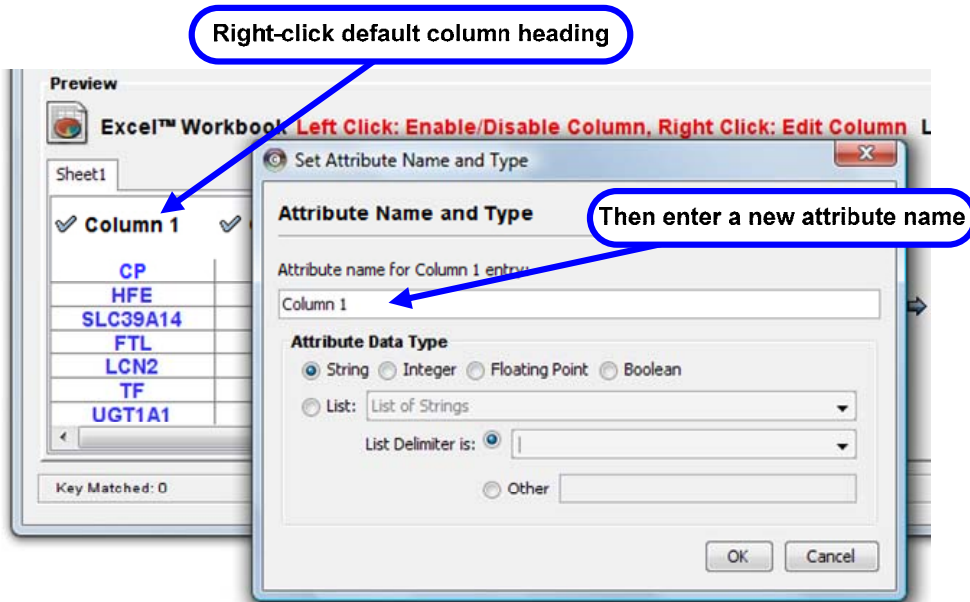 Right-click default column heading
Preview
Excel™ Workbook Left Click: Enable/Disable Column, Right Click: Edit Column L
Sheet1
Set Attribute Name and Type
Column 1
Attribute Name and Type
Then enter a new attribute name
CP
HFE
SLC39A14
FTL
LCN2
TF
UGT1A1
Attribute name for Column 1 entry:
Column 1
Attribute Data Type
String Integer Floating Point Boolean
List: List of Strings
List Delimiter is: |
Other
Key Matched: 0
OK Cancel